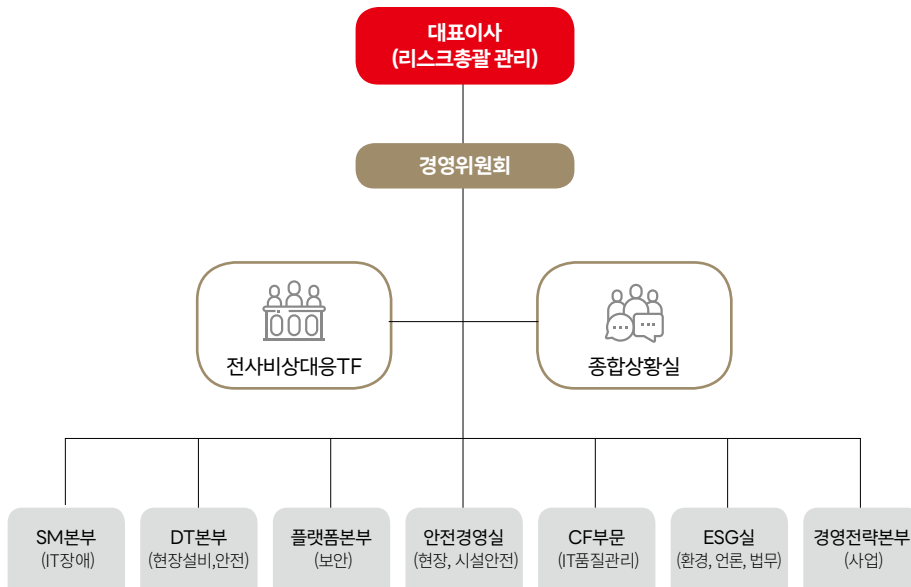 대표이사
(리스크총괄 관리)
경영위원회
전사비상대응TF
종합상황실
SM본부
(IT장애)
DT본부
(현장설비,안전)
플랫폼본부
(보안)
안전경영실
(현장, 시설안전)
CF부문
(IT품질관리)
ESG실
(환경, 언론, 법무)
경영전략본부
(사업)